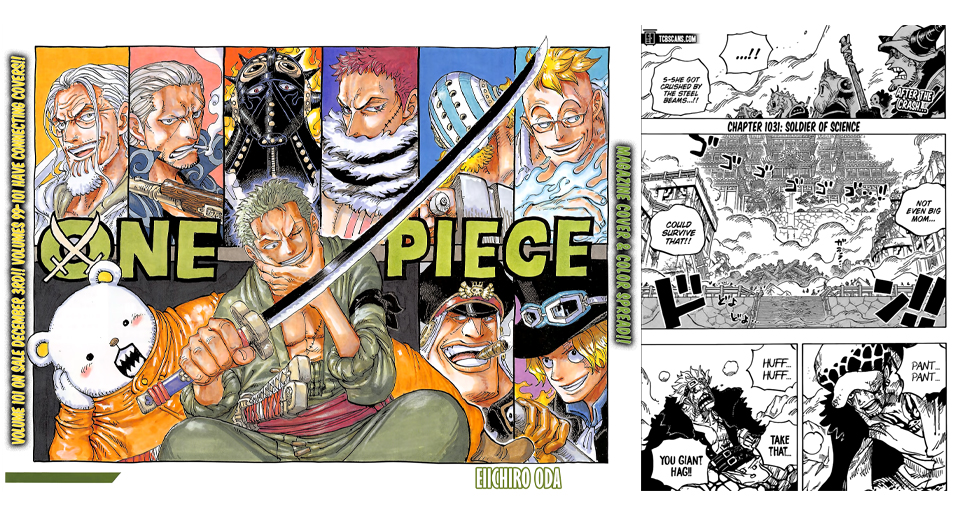 VOLUME 101 ON SALE DECEMBER 3RD!! VOLUMES 99-101 HAVE CONNECTING COVERS!!
ONE PIECE
MAGAZINE COVER & COLOR SPREAD!!
EIICHIRO ODA
TCBSCANS.COM
...!!
S-SHE GOT
CRUSHED BY
THE STEEL
BEAMS...!!
AFTER THE
CRASH...
CHAPTER 1031: SOLDIER OF SCIENCE
ゴ
ゴ
ゴ
ゴ
ゴ
ゴ
!!
NOT
EVEN BIG
MOM...
COULD
SURVIVE
THAT!!
ド
ン!!
HUFF...
HUFF...
TAKE
THAT...
YOU GIANT
HAG!!
PANT...
PANT...